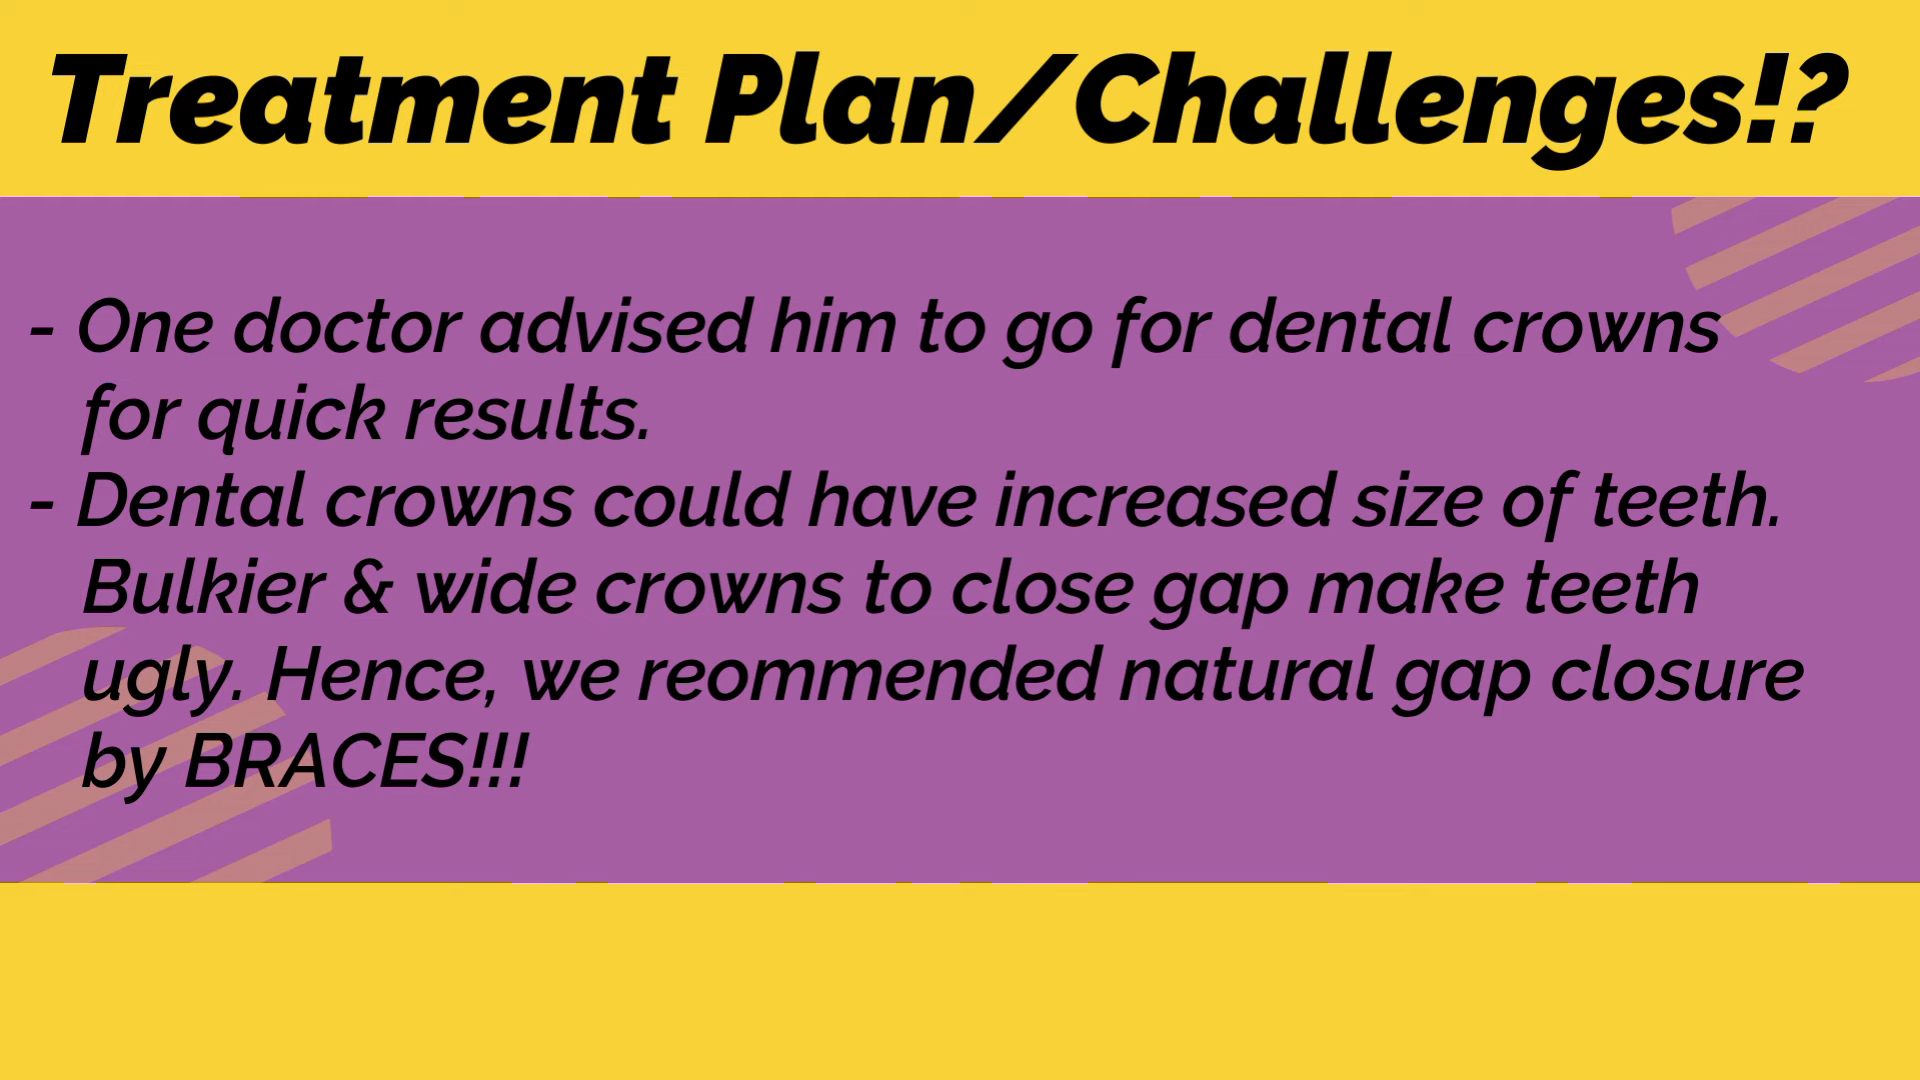 Treatment Plan/Challenges!?
- One doctor advised him to go for dental crowns
for quick results.
- Dental crowns could have increased size of teeth.
Bulkier & wide crowns to close gap make teeth
ugly. Hence, we reommended natural gap closure
by BRACES!!!